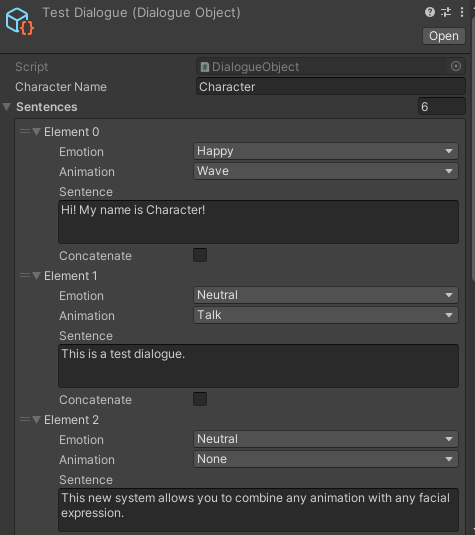 Test Dialogue (Dialogue Object)
Open
Script DialogueObject
Character Name Character
Sentences 6
Element 0
Emotion Happy
Animation Wave
Sentence
Hi! My name is Character!
Concatenate
Element 1
Emotion Neutral
Animation Talk
Sentence
This is a test dialogue.
Concatenate
Element 2
Emotion Neutral
Animation None
Sentence
This new system allows you to combine any animation with any facial
expression.